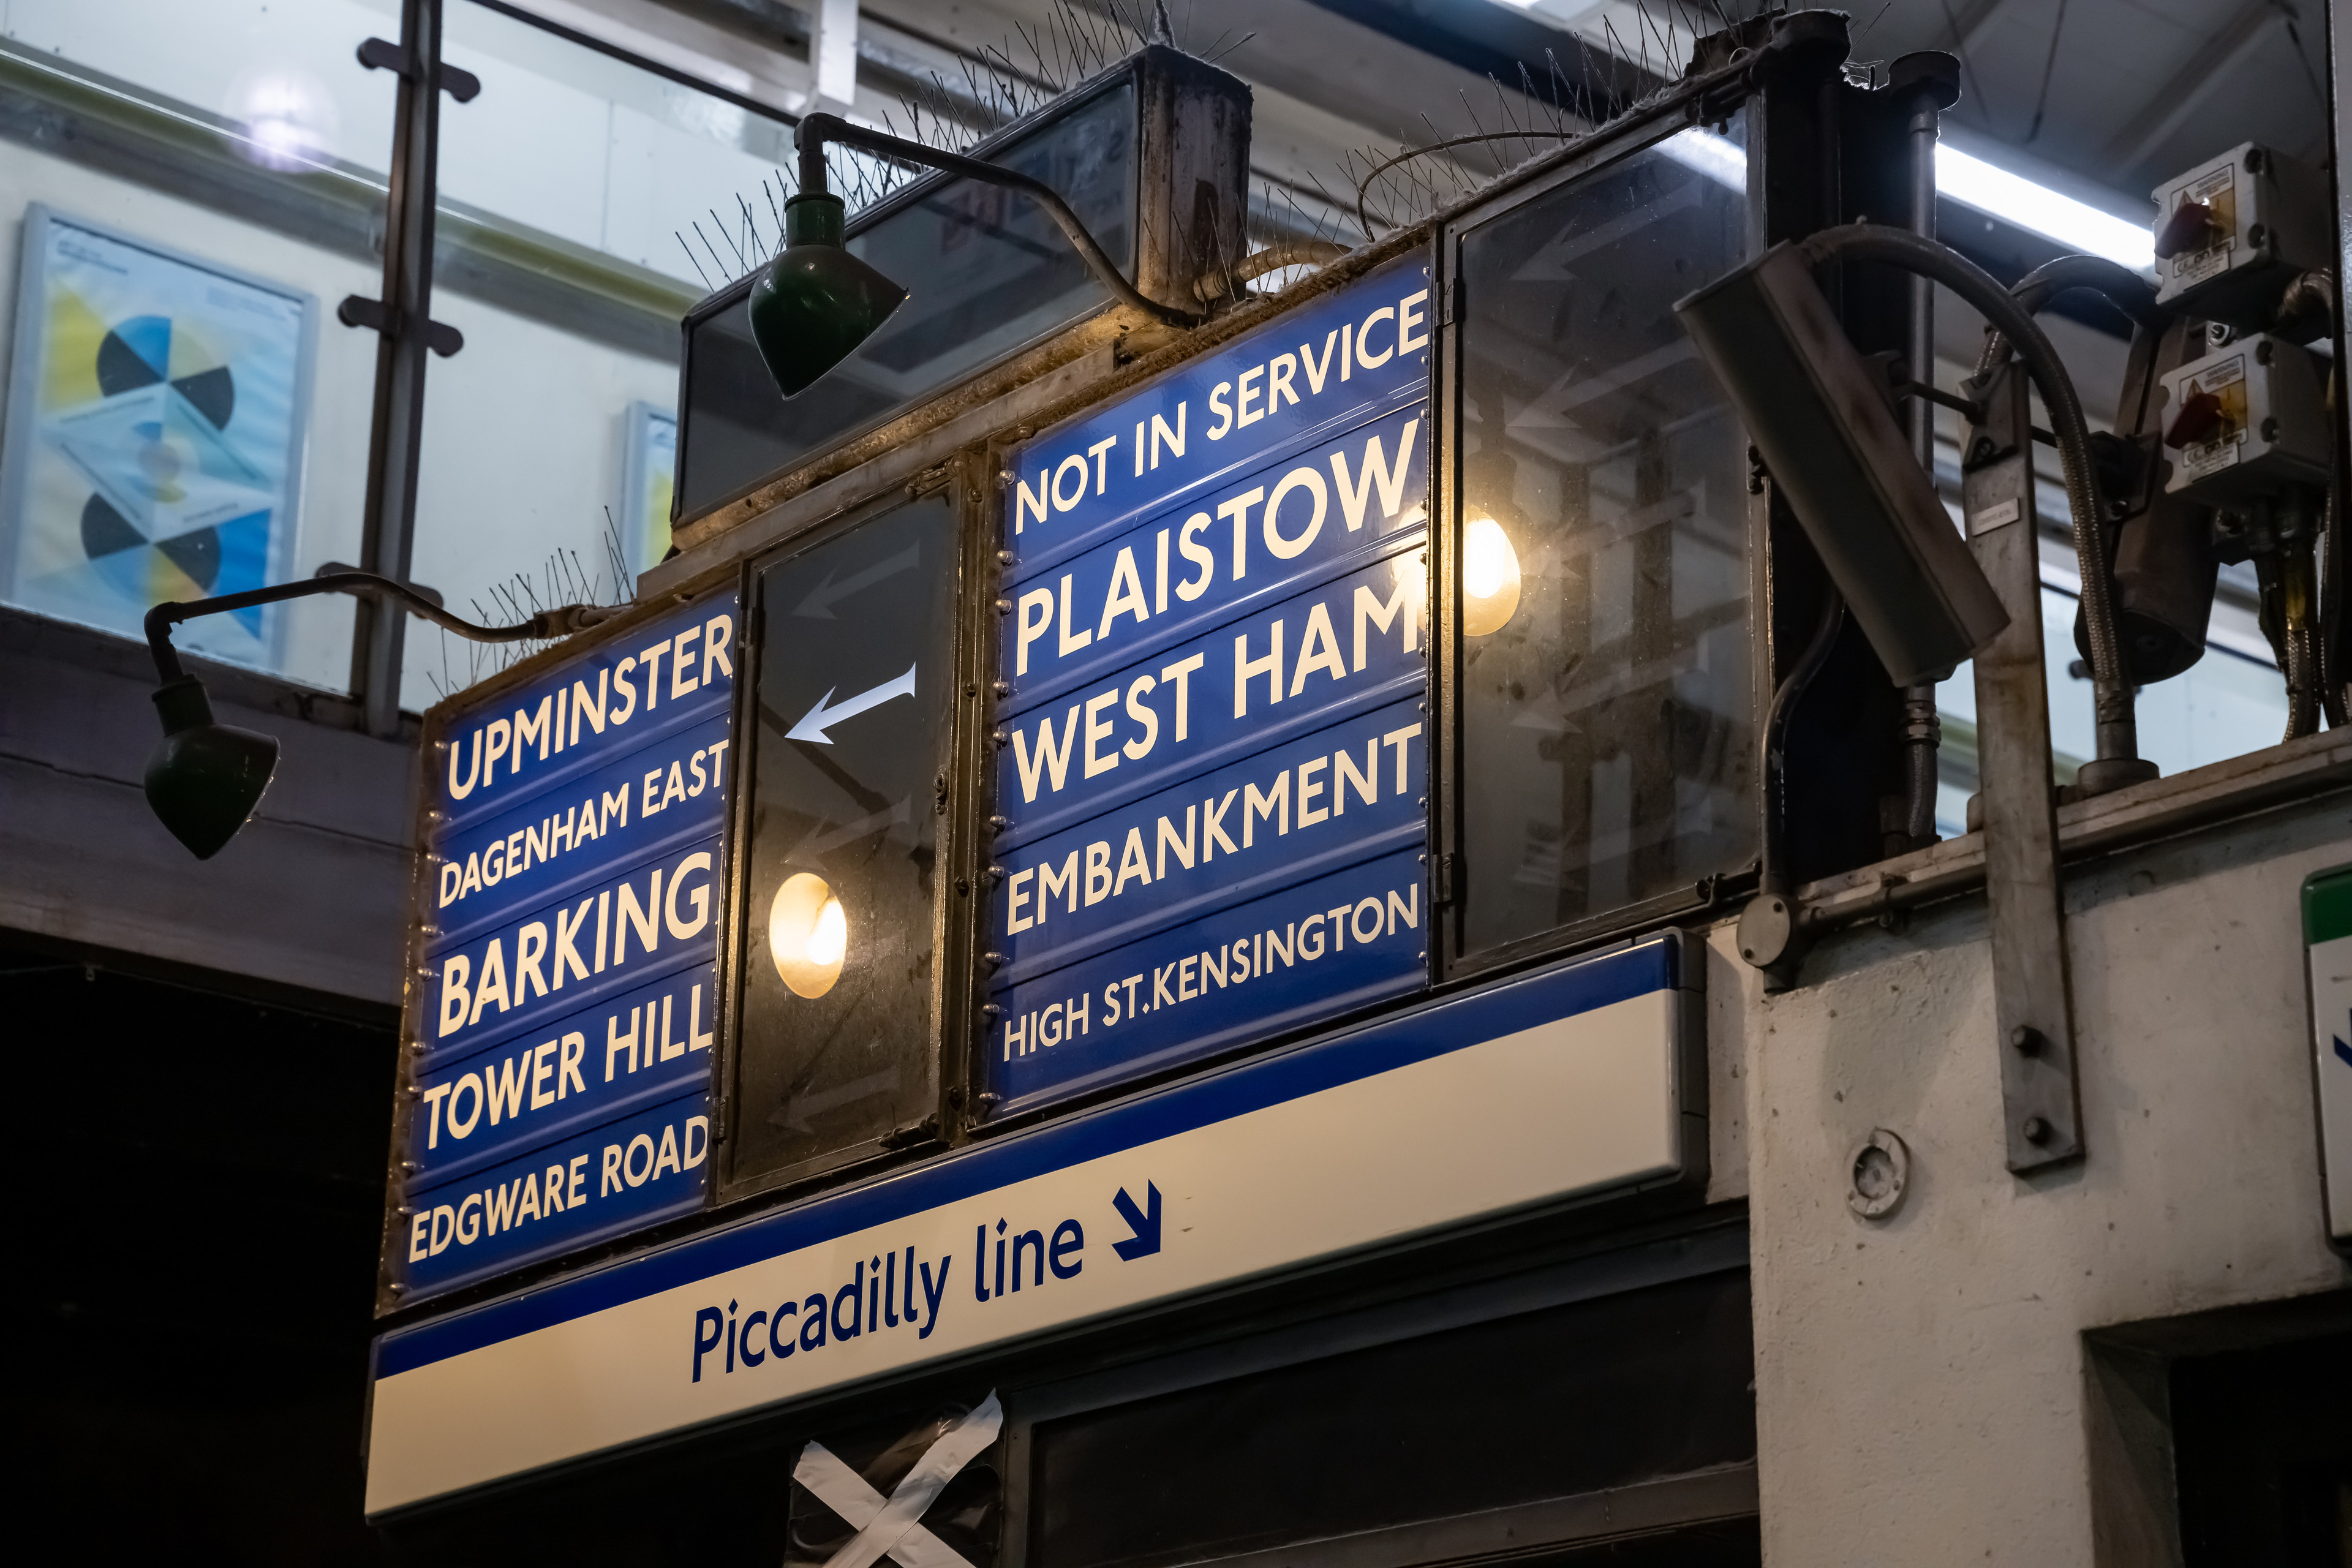 UPMINSTER
DAGENHAM EAST
BARKING
TOWER HILL
EDGWARE ROAD
NOT IN SERVICE
PLAISTOW
WEST HAM
EMBANKMENT
HIGH ST.KENSINGTON
Piccadilly line